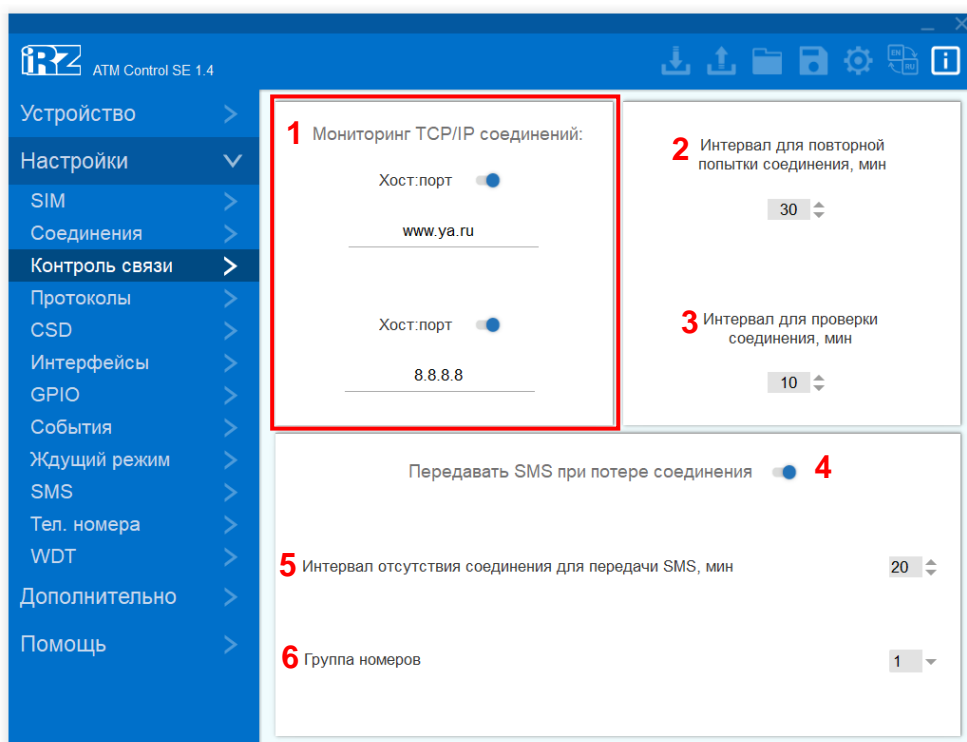 iRZ ATM Control SE 1.4
EN
RU
Устройство
Настройки
SIM
Соединения
Контроль связи
Протоколы
CSD
Интерфейсы
GPIO
События
Ждущий режим
SMS
Тел. номера
WDT
Дополнительно
Помощь
1 Мониторинг TCP/IP соединений:
Хост:порт
www.ya.ru
Хост:порт
8.8.8.8
2 Интервал для повторной
попытки соединения, мин
30
3 Интервал для проверки
соединения, мин
10
Передавать SMS при потере соединения 4
5 Интервал отсутствия соединения для передачи SMS, мин 20
6 Группа номеров 1